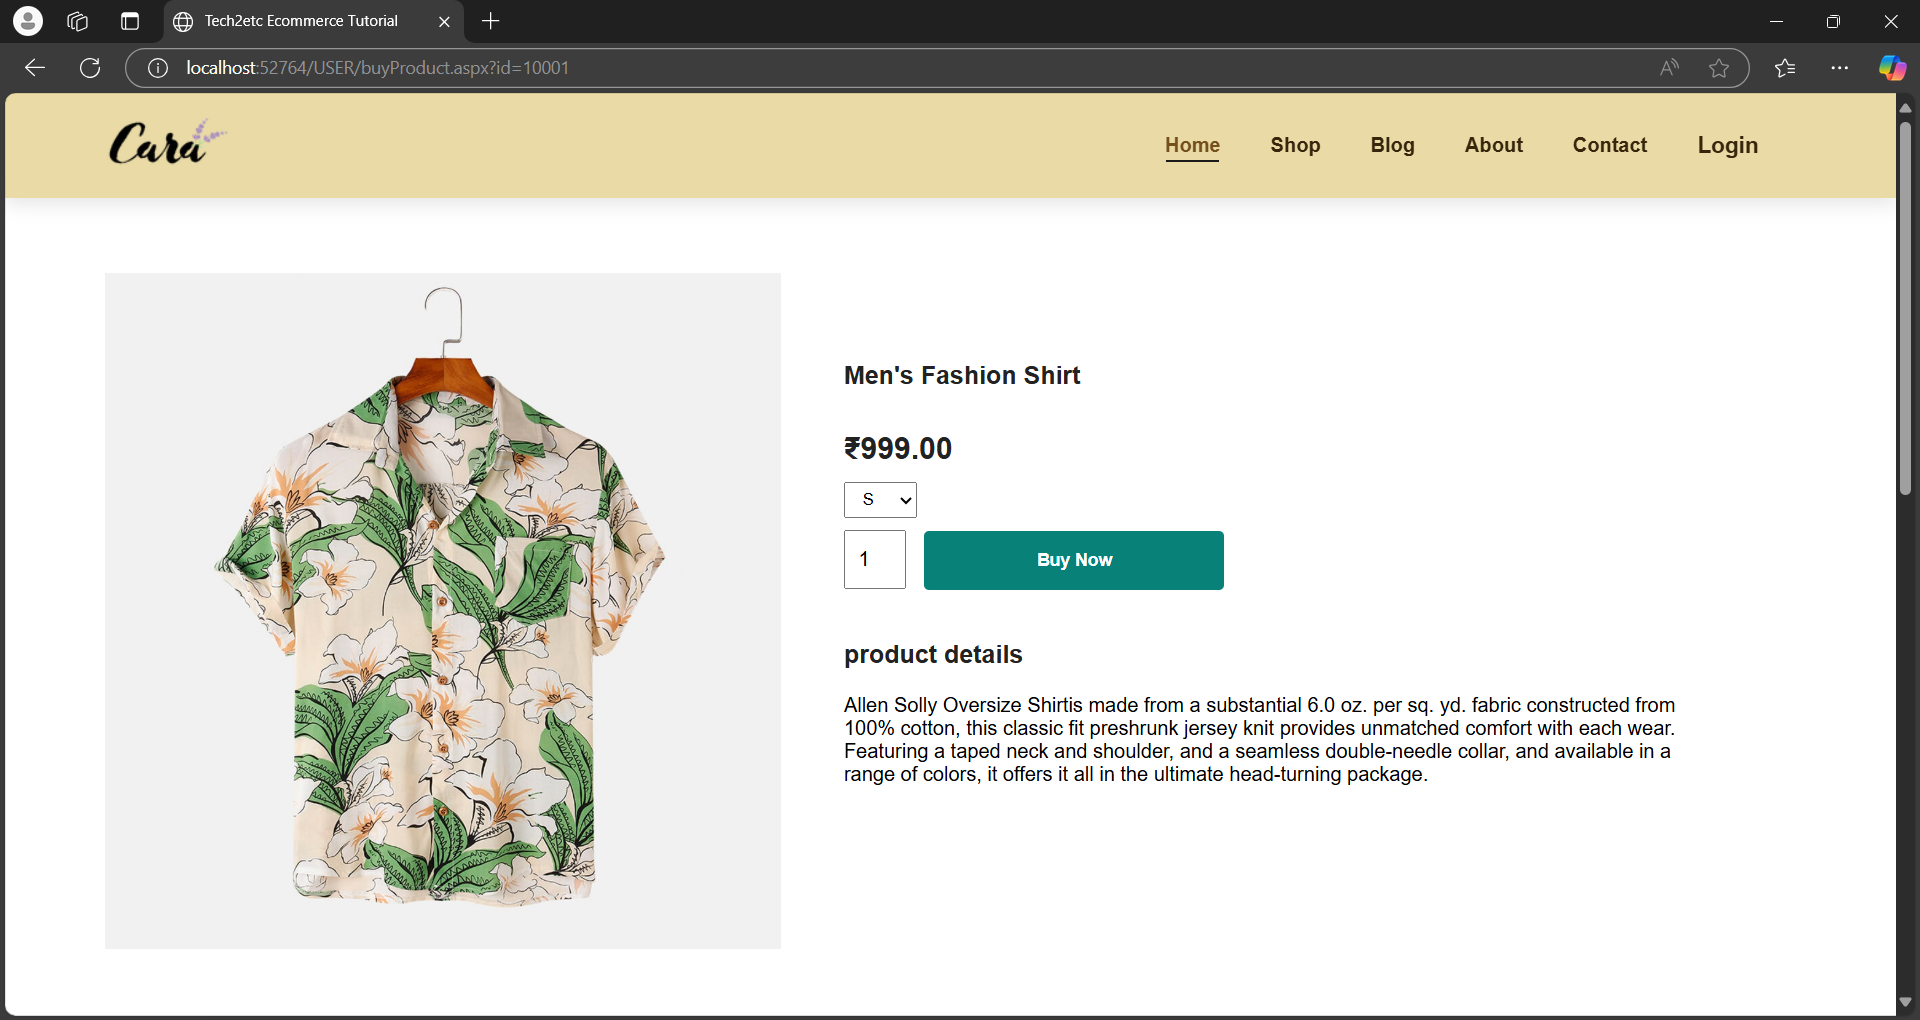 Tech2etc Ecommerce Tutorial
localhost:52764/USER/buyProduct.aspx?id=10001
Cara
Home Shop Blog About Contact Login
Men's Fashion Shirt
₹999.00
S
1 Buy Now
product details
Allen Solly Oversize Shirtis made from a substantial 6.0 oz. per sq. yd. fabric constructed from
100% cotton, this classic fit preshrunk jersey knit provides unmatched comfort with each wear.
Featuring a taped neck and shoulder, and a seamless double-needle collar, and available in a
range of colors, it offers it all in the ultimate head-turning package.